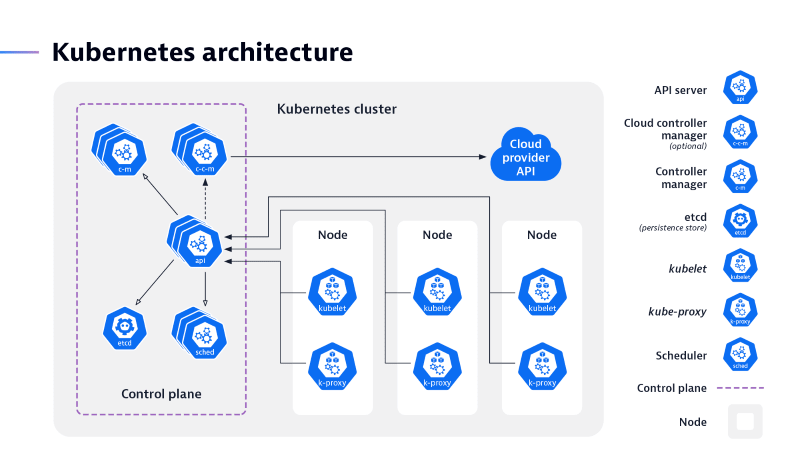 Kubernetes architecture
Kubernetes cluster
c-m
c-c-m
Cloud
provider
API
api
etcd
sched
Control plane
Node
kubelet
k-proxy
Node
kubelet
k-proxy
Node
kubelet
k-proxy
API server
api
Cloud controller
manager
(optional)
c-c-m
Controller
manager
c-m
etcd
(persistence store)
etcd
kubelet
kubelet
kube-proxy
k-proxy
Scheduler
sched
Control plane
Node